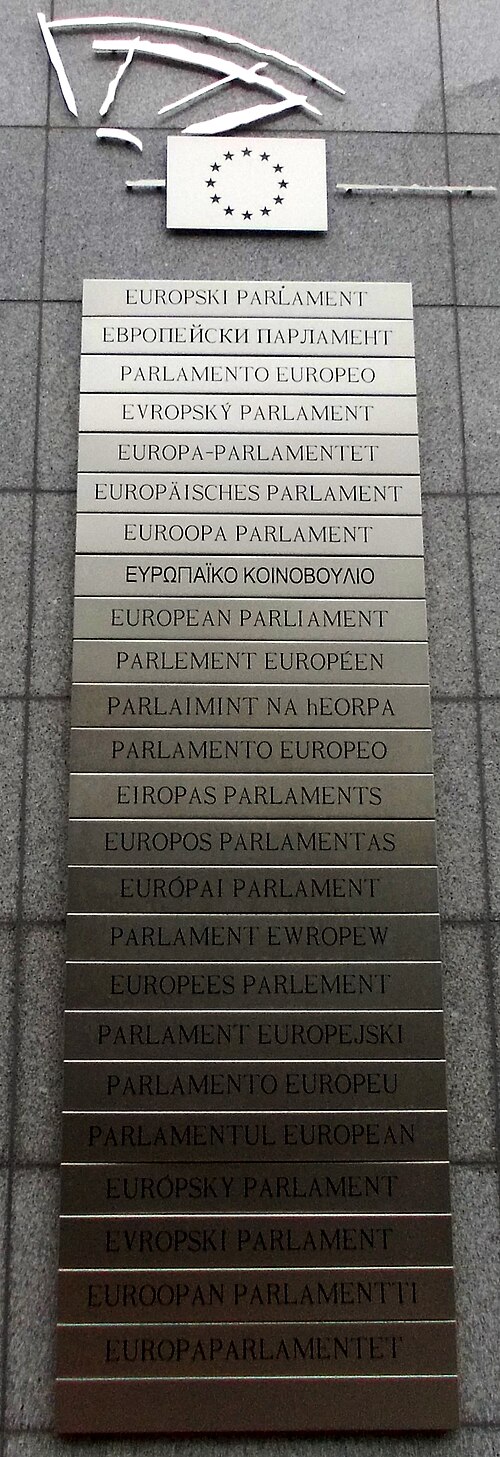 EUROPSKI PARLAMENT
ЕВРОПЕЙСКИ ПАРЛАМЕНТ
PARLAMENTO EUROPEO
EVROPSKÝ PARLAMENT
EUROPA-PARLAMENTET
EUROPÄISCHES PARLAMENT
EUROOPA PARLAMENT
ΕΥΡΩΠΑΪΚΟ ΚΟΙΝΟΒΟΥΛΙΟ
EUROPEAN PARLIAMENT
PARLEMENT EUROPÉEN
PARLAIMINT NA hEORPA
PARLAMENTO EUROPEO
EIROPAS PARLAMENTS
EUROPOS PARLAMENTAS
EURÓPAI PARLAMENT
PARLAMENT EWROPEW
EUROPEES PARLEMENT
PARLAMENT EUROPEJSKI
PARLAMENTO EUROPEU
PARLAMENTUL EUROPEAN
EURÓPSKY PARLAMENT
EVROPSKI PARLAMENT
EUROOPAN PARLAMENTTI
EUROPAPARLAMENTET